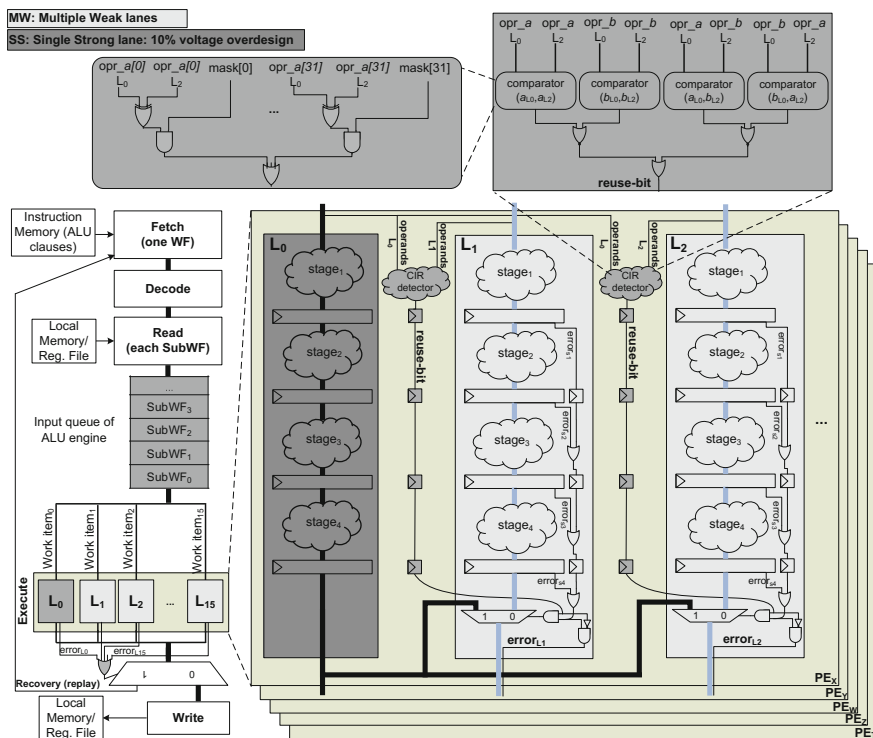 MW: Multiple Weak lanes
SS: Single Strong lane: 10% voltage overdesign
opr_a[0] opr_a[0] mask[0] opr_a[31] opr_a[31] mask[31]
L0 L2 L0 L2
...
opr_a opr_a opr_b opr_b opr_a opr_b opr_b opr_a
L0 L2 L0 L2 L0 L2 L0 L2
comparator (aL0,aL2)
comparator (bL0,bL2)
comparator (aL0,bL2)
comparator (bL0,aL2)
reuse-bit
Instruction Memory (ALU clauses)
Fetch (one WF)
Decode
Local Memory/ Reg. File
Read (each SubWF)
...
SubWF3
SubWF2
SubWF1
SubWF0
Input queue of ALU engine
Work item0
Work item1
Work item2
Work item15
Execute
L0
L1
L2
...
L15
errorL0
errorL15
1 0
Recovery (replay)
Local Memory/ Reg. File
Write
L0
stage1
stage2
stage3
stage4
L0
operands
L1
operands
CIR detector
reuse-bit
L1
stage1
stage2
stage3
stage4
errors1
errors2
errors3
errors4
1 0
errorL1
L0
operands
L2
operands
CIR detector
reuse-bit
L2
stage1
stage2
stage3
stage4
errors1
errors2
errors3
errors4
1 0
errorL2
...
PEX
PEY
PEW
PEZ